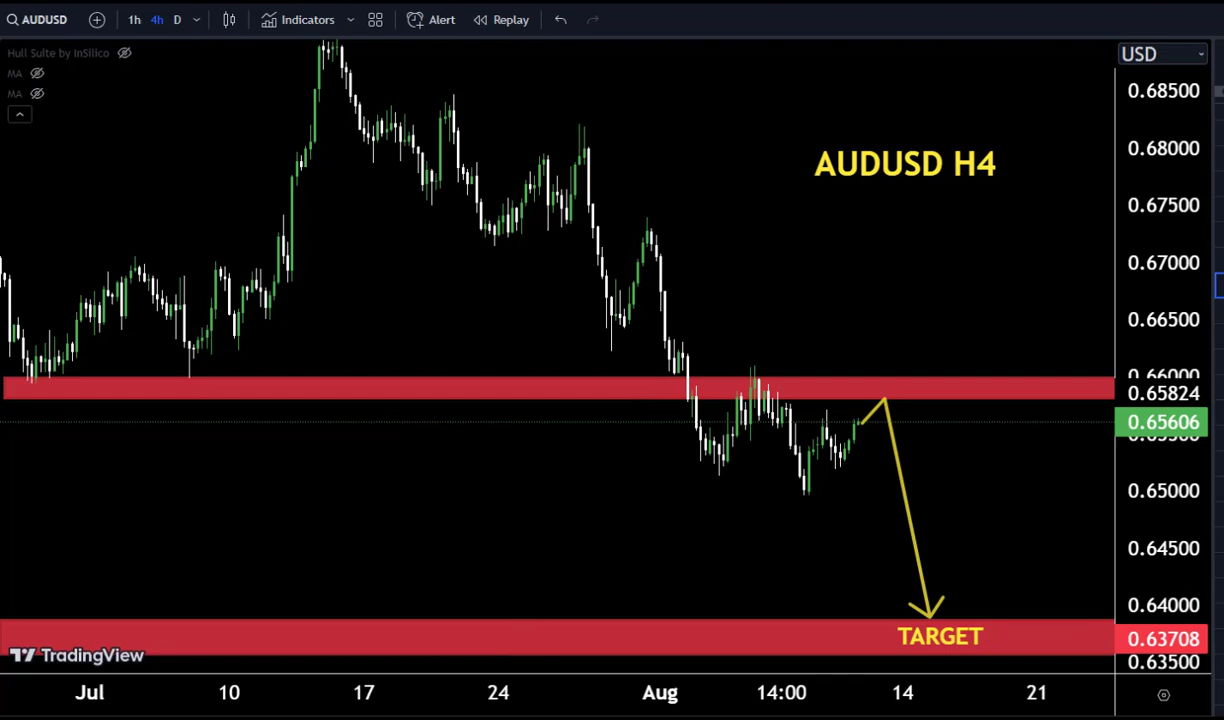 AUDUSD 1h 4h D Indicators Alert Replay
Hull Suite by InSilico
MA
MA
USD
0.68500
AUDUSD H4
0.68000
0.67500
0.67000
0.66500
0.66000
0.65824
0.65606
0.65500
0.65000
0.64500
0.64000
TARGET
0.63708
TradingView
0.63500
Jul 10 17 24 Aug 14:00 14 21